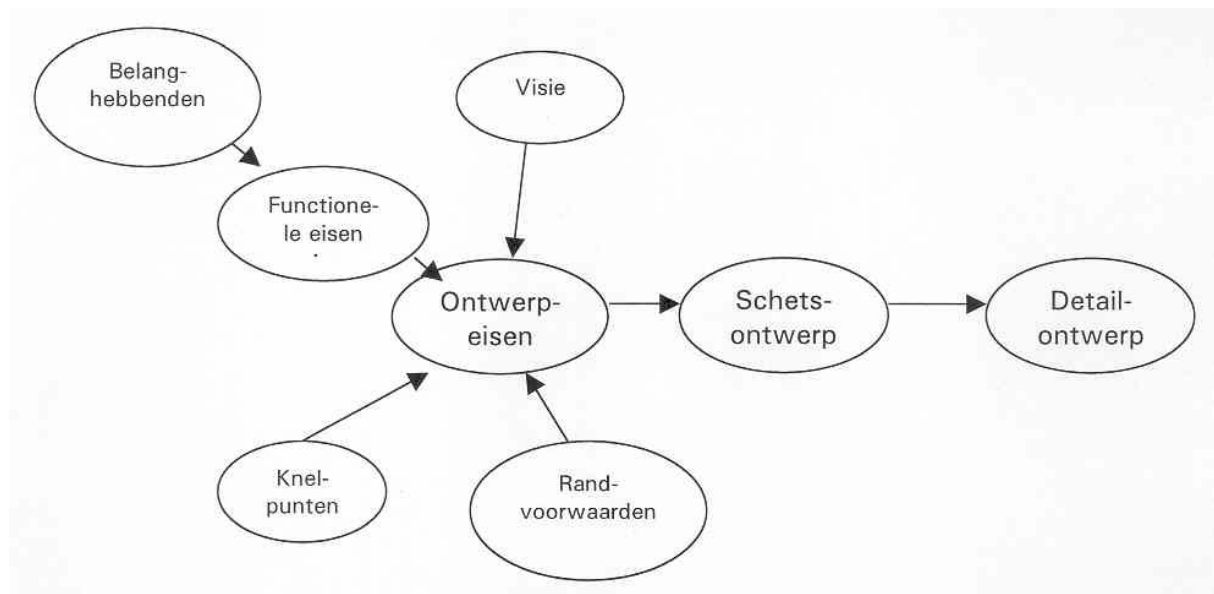 Belang-
hebbenden
Visie
Functione-
le eisen
Ontwerp-
eisen
Schets-
ontwerp
Detail-
ontwerp
Knel-
punten
Rand-
voorwaarden